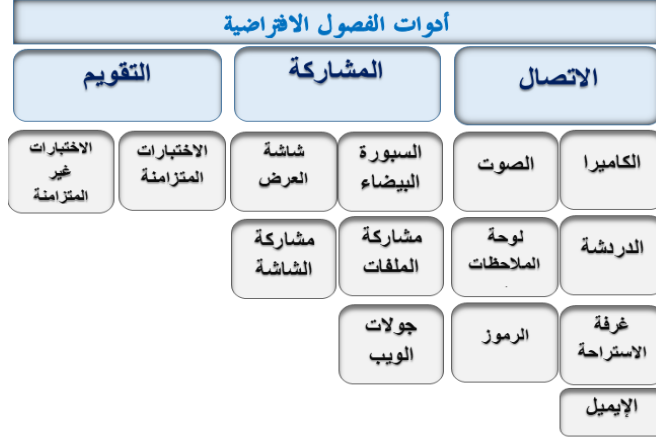 أدوات الفصول الافتراضية
الاتصال
المشاركة
التقويم
الكاميرا
الصوت
السبورة
البيضاء
شاشة
العرض
الاختبارات
المتزامنة
الاختبارات
غير
المتزامنة
الدردشة
لوحة
الملاحظات
مشاركة
الملفات
مشاركة
الشاشة
غرفة
الاستراحة
الرموز
جولات
الويب
الإيميل